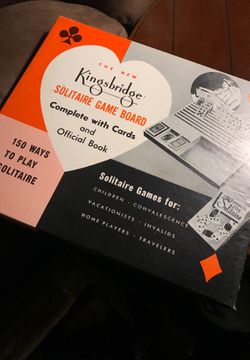 THE NEW
Kingsbridge
SOLITAIRE GAME BOARD
Complete with Cards
and
Official Book
150 WAYS
TO PLAY
SOLITAIRE
Solitaire Games for:
CHILDREN · CONVALESCENCE
VACATIONISTS · INVALIDS
HOME PLAYERS · TRAVELERS